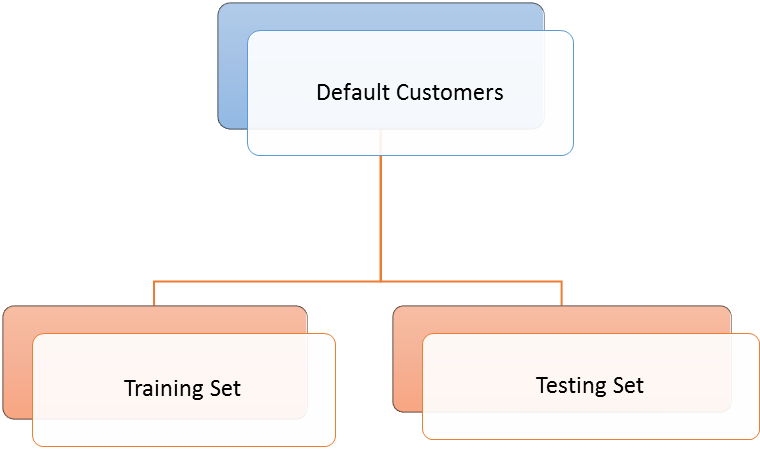 Default Customers
Training Set
Testing Set